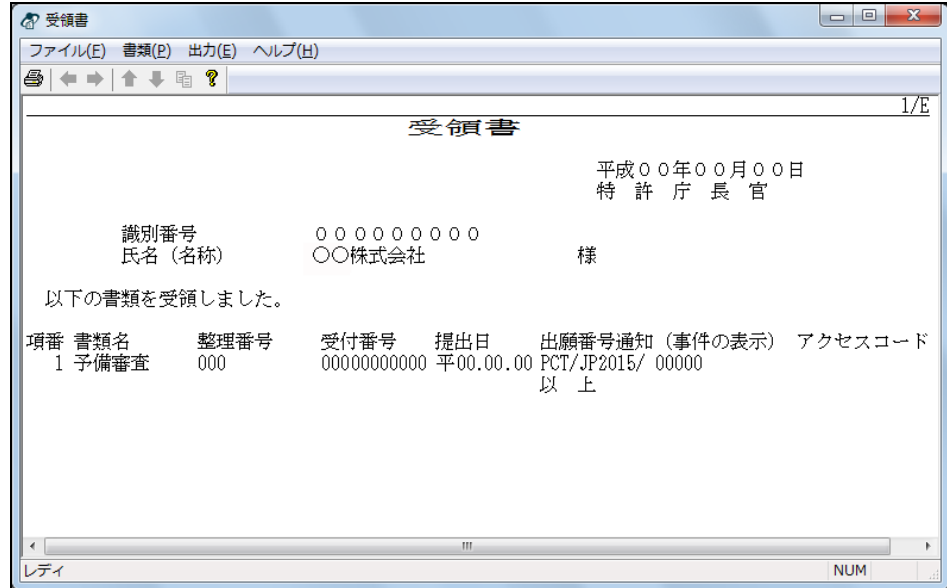 受領書
ファイル(F) 書類(P) 出力(E) ヘルプ(H)
1/E
受領書
平成００年００月００日
特 許 庁 長 官
識別番号 ０００００００００
氏名（名称） ○○株式会社 様
以下の書類を受領しました。
項番 書類名 整理番号 受付番号 提出日 出願番号通知（事件の表示） アクセスコード
1 予備審査 000 00000000000 平00.00.00 PCT/JP2015/ 00000
以 上
レディ NUM